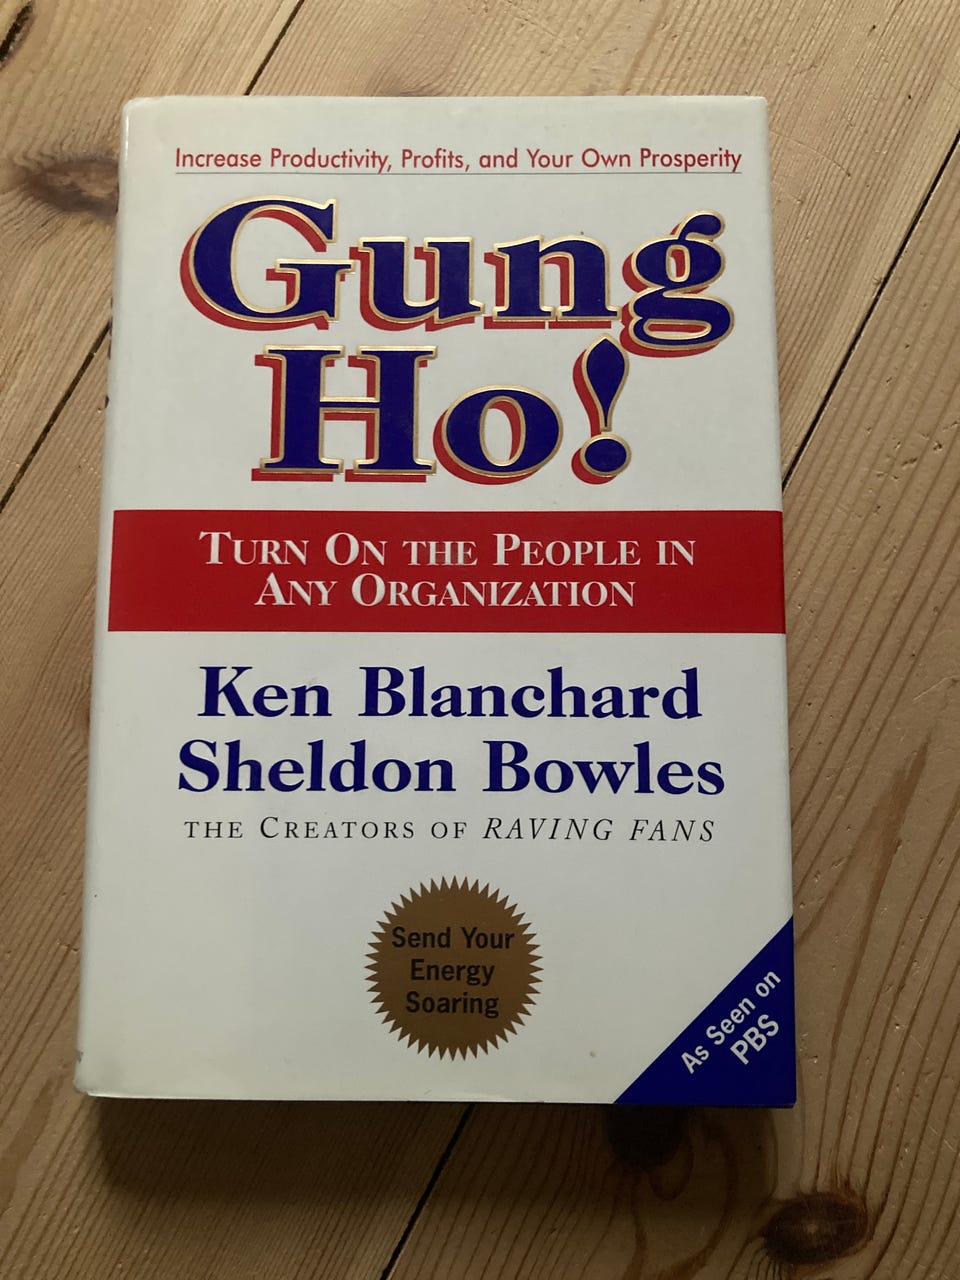 Increase Productivity, Profits, and Your Own Prosperity
Gung
Ho!
Turn On the People in
Any Organization
Ken Blanchard
Sheldon Bowles
the Creators of RAVING FANS
Send Your
Energy
Soaring
As Seen on
PBS